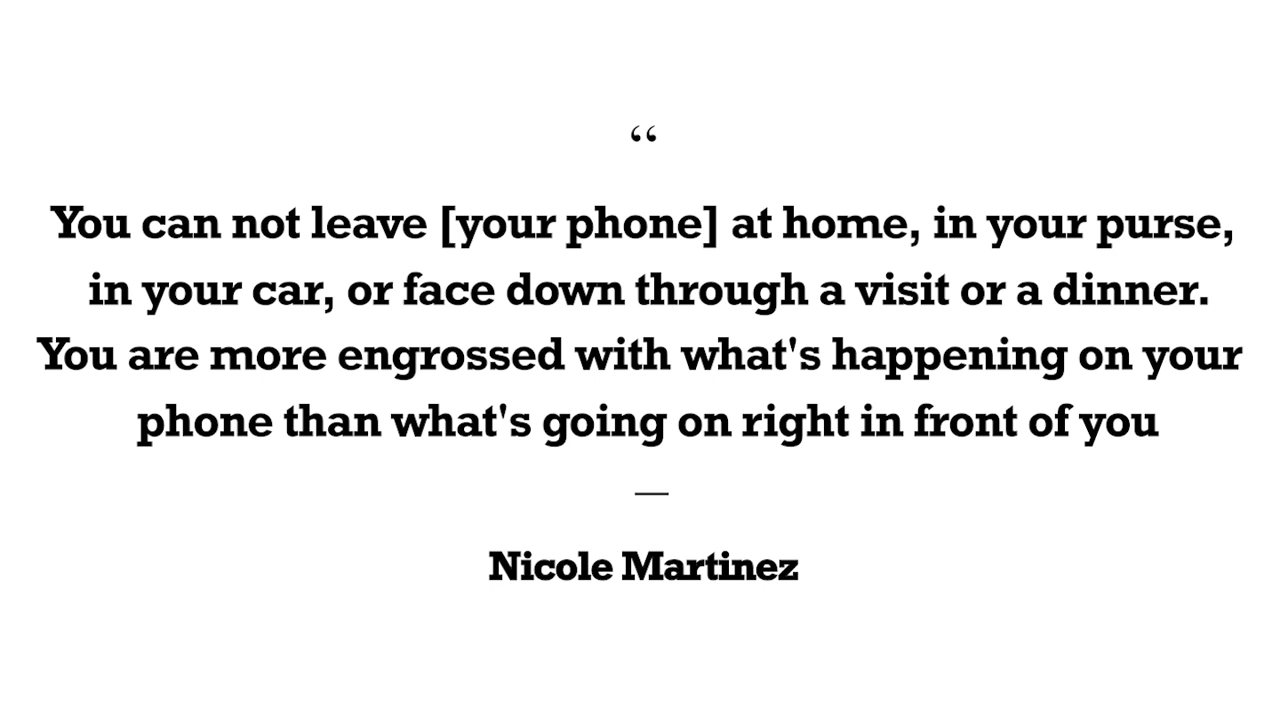 “
You can not leave [your phone] at home, in your purse,
in your car, or face down through a visit or a dinner.
You are more engrossed with what's happening on your
phone than what's going on right in front of you
—
Nicole Martinez